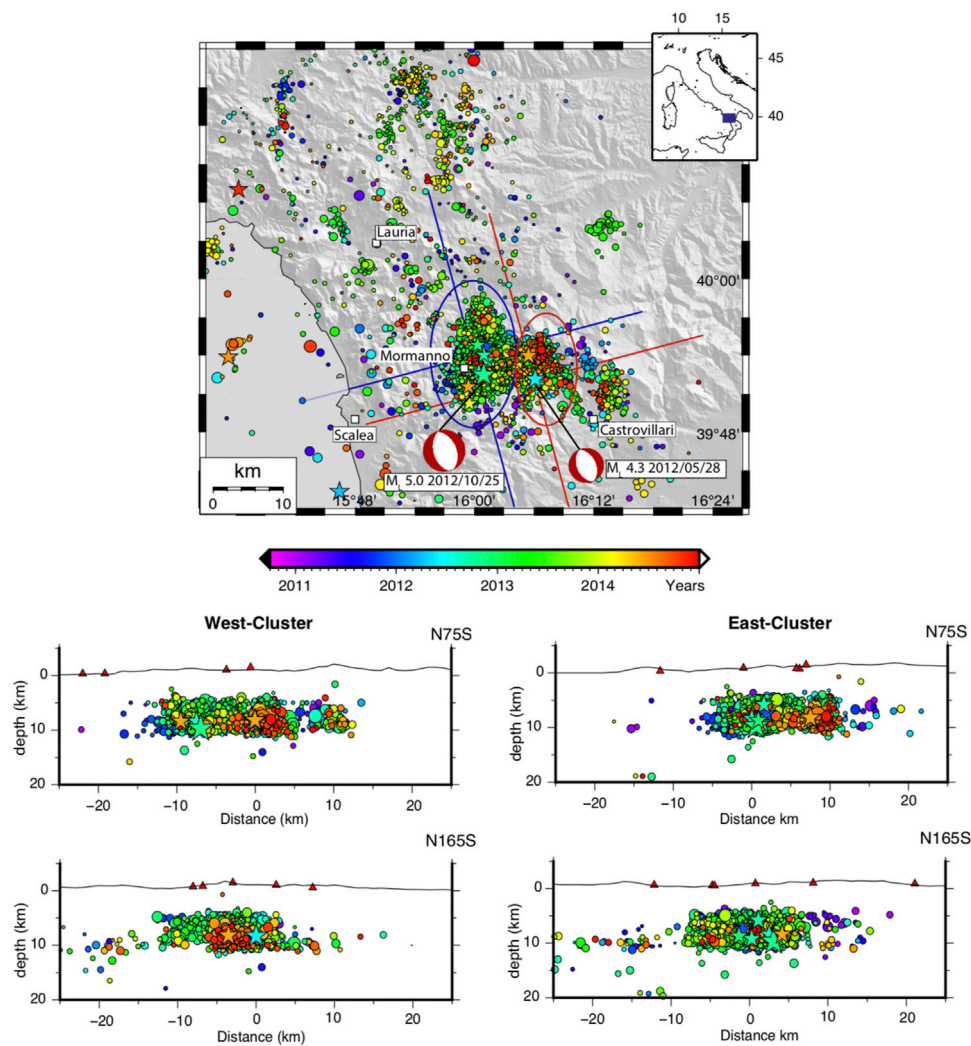 10 15
45
40
Lauria
40°00'
Mormanno
Scalea
Castrovillari
39°48'
km
0 10
ML 5.0 2012/10/25
ML 4.3 2012/05/28
15°48' 16°00' 16°12' 16°24'
2011 2012 2013 2014 Years
West-Cluster
N75S
0
10
20
depth (km)
−20 −10 0 10 20
Distance (km)
East-Cluster
N75S
0
10
20
depth (km)
−20 −10 0 10 20
Distance km
N165S
0
10
20
depth (km)
−20 −10 0 10 20
Distance (km)
N165S
0
10
20
depth (km)
−20 −10 0 10 20
Distance km